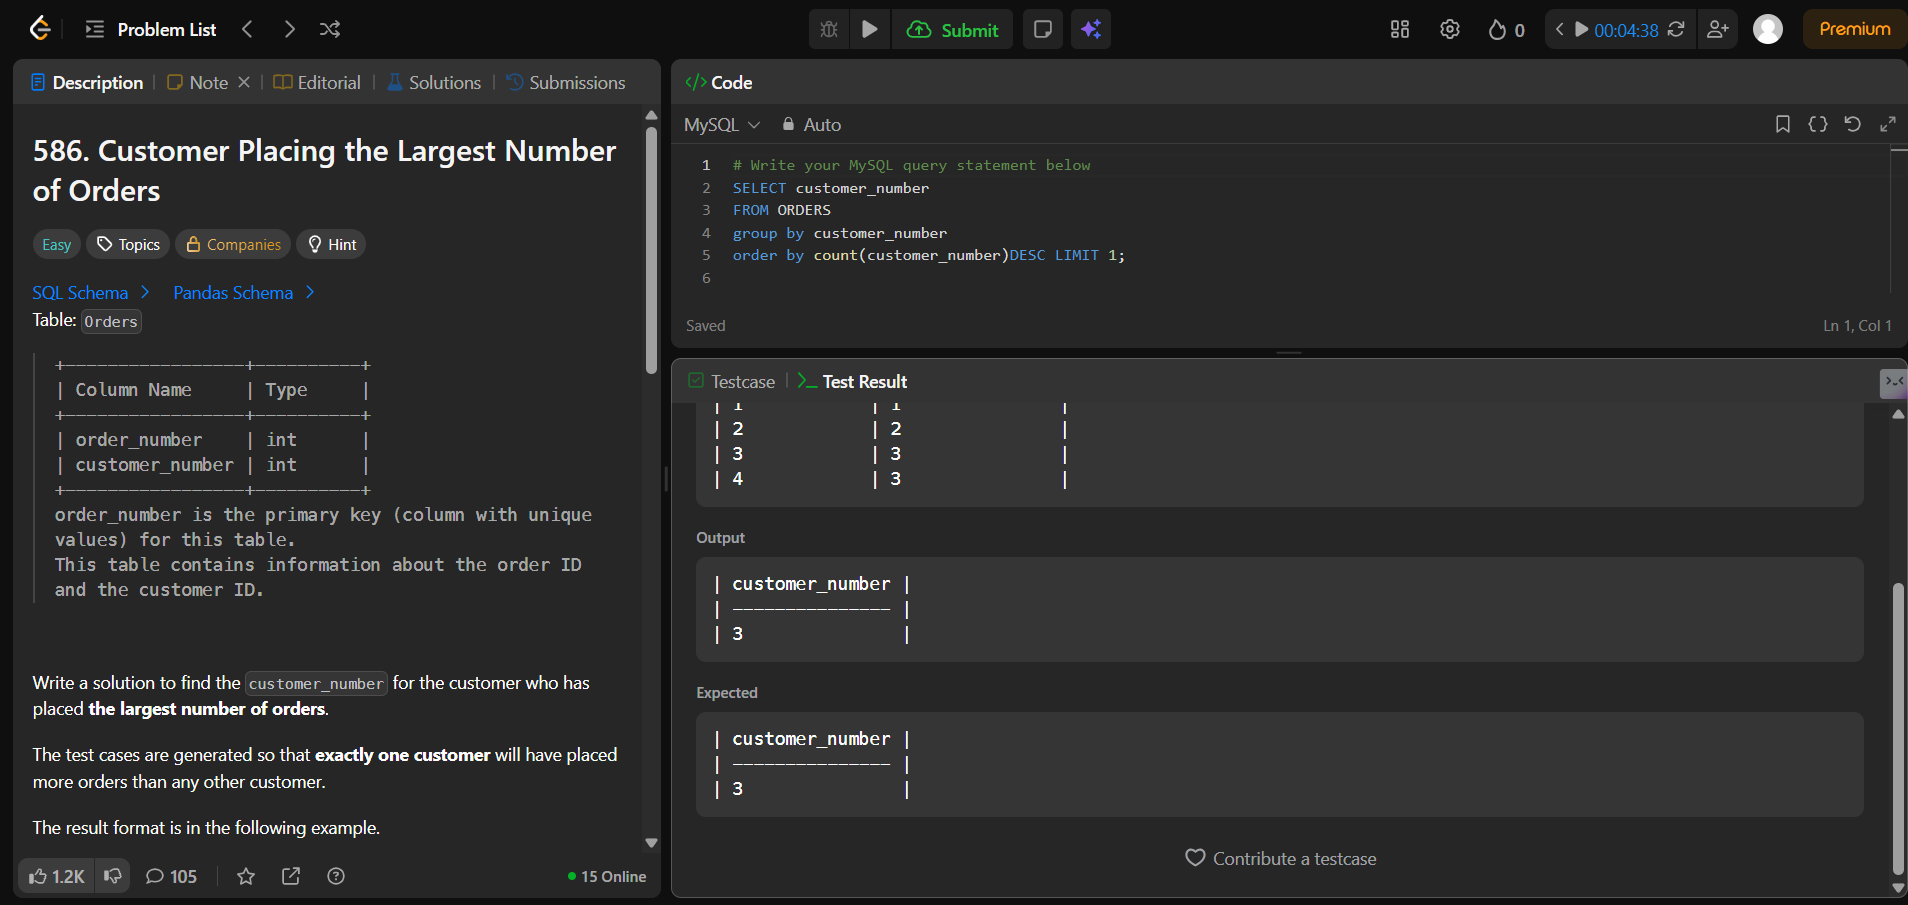 Problem List
Submit
0
00:04:38
Premium
Description
Note
Editorial
Solutions
Submissions
586. Customer Placing the Largest Number
of Orders
Easy
Topics
Companies
Hint
SQL Schema
Pandas Schema
Table: Orders
+-----------------+----------+
| Column Name     | Type     |
+-----------------+----------+
| order_number    | int      |
| customer_number | int      |
+-----------------+----------+
order_number is the primary key (column with unique
values) for this table.
This table contains information about the order ID
and the customer ID.
Write a solution to find the customer_number for the customer who has
placed the largest number of orders.
The test cases are generated so that exactly one customer will have placed
more orders than any other customer.
The result format is in the following example.
1.2K
105
15 Online
</> Code
MySQL
Auto
1 # Write your MySQL query statement below
2 SELECT customer_number
3 FROM ORDERS
4 group by customer_number
5 order by count(customer_number)DESC LIMIT 1;
6
Saved
Ln 1, Col 1
Testcase
Test Result
| 1            | 1               |
| 2            | 2               |
| 3            | 3               |
| 4            | 3               |
Output
| customer_number |
| --------------- |
| 3               |
Expected
| customer_number |
| --------------- |
| 3               |
Contribute a testcase